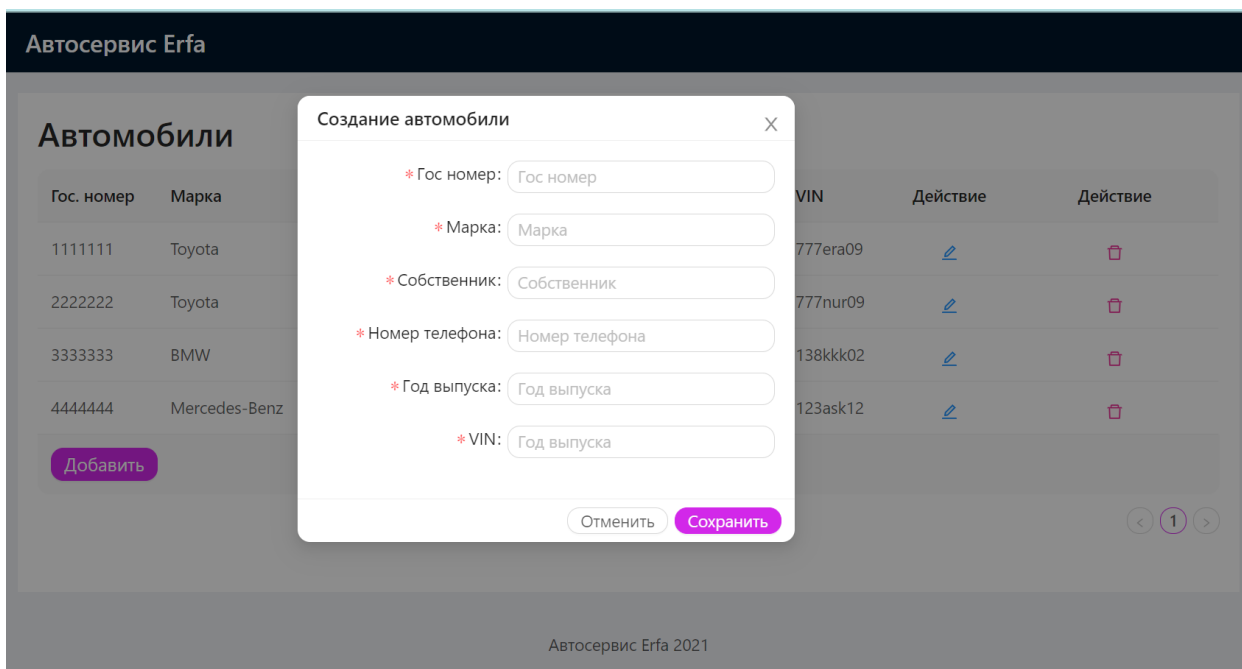 Автосервис Erfa
Автомобили
Создание автомобили
X
* Гос номер: Гос номер
* Марка: Марка
* Собственник: Собственник
* Номер телефона: Номер телефона
* Год выпуска: Год выпуска
* VIN: Год выпуска
Отменить Сохранить
Гос. номер Марка VIN Действие Действие
1111111 Toyota 777era09
2222222 Toyota 777nur09
3333333 BMW 138kkk02
4444444 Mercedes-Benz 123ask12
Добавить
< 1 >
Автосервис Erfa 2021